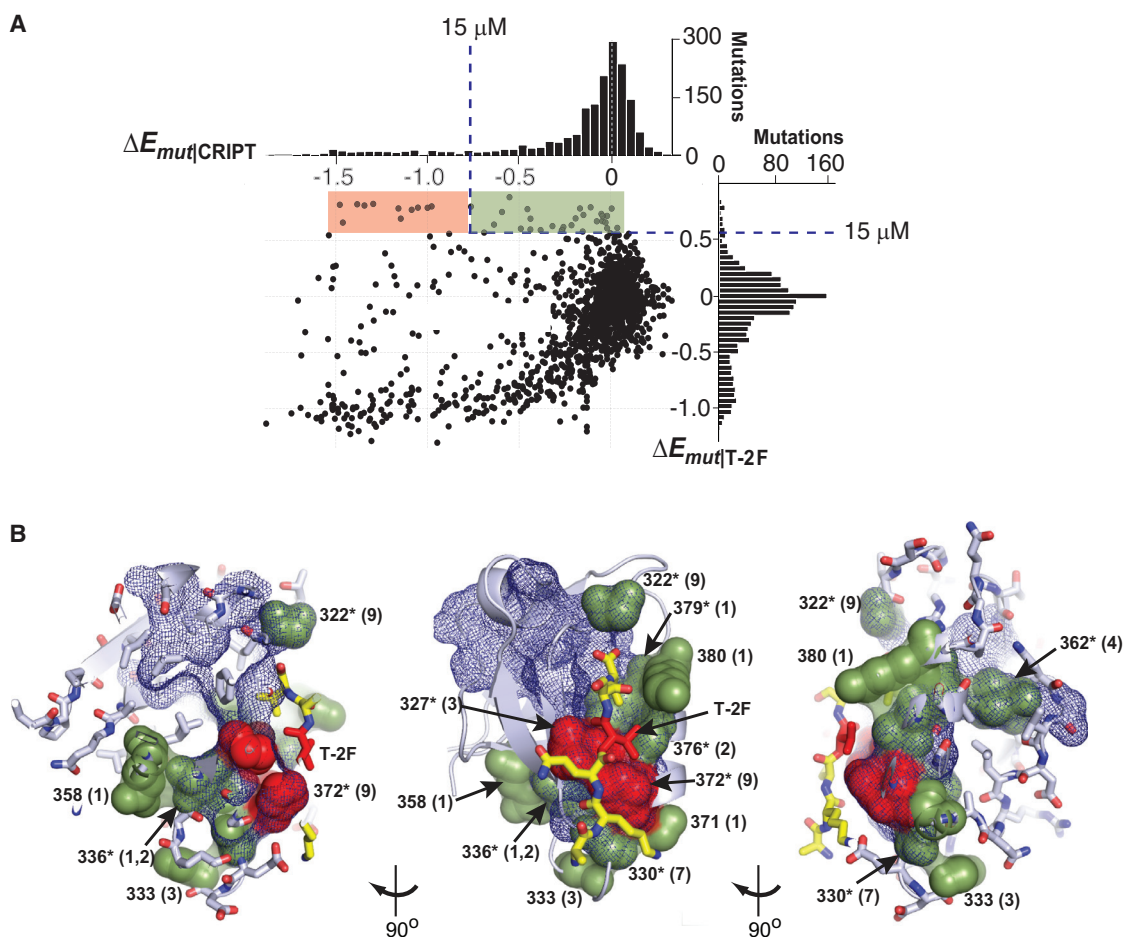 A
15 μM
300
150
0
Mutations
ΔEmut|CRIPT
-1.5
-1.0
-0.5
0
Mutations
0
80
160
15 μM
0.5
0
-0.5
-1.0
ΔEmut|T-2F
B
322* (9)
T-2F
372* (9)
358 (1)
336* (1,2)
333 (3)
90o
322* (9)
379* (1)
380 (1)
327* (3)
T-2F
376* (2)
372* (9)
358 (1)
371 (1)
336* (1,2)
330* (7)
333 (3)
90o
322* (9)
380 (1)
362* (4)
330* (7)
333 (3)